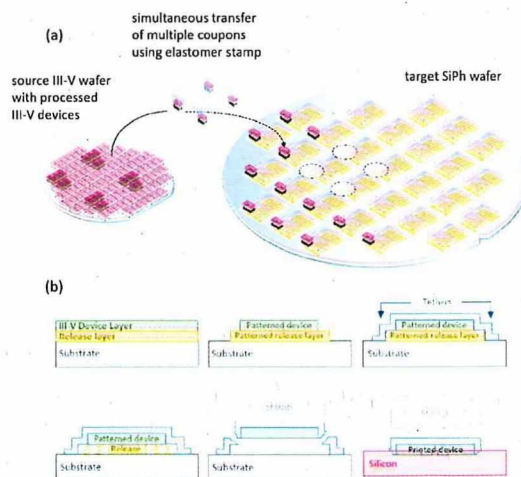 (a)
simultaneous transfer
of multiple coupons
using elastomer stamp
source III-V wafer
with processed
III-V devices
target SiPh wafer
(b)
III-V Device Layer
Release layer
Substrate
Patterned device
Patterned release layer
Substrate
Tethers
Patterned device
Patterned release layer
Substrate
Patterned device
Release
Substrate
Substrate
Printed device
Silicon